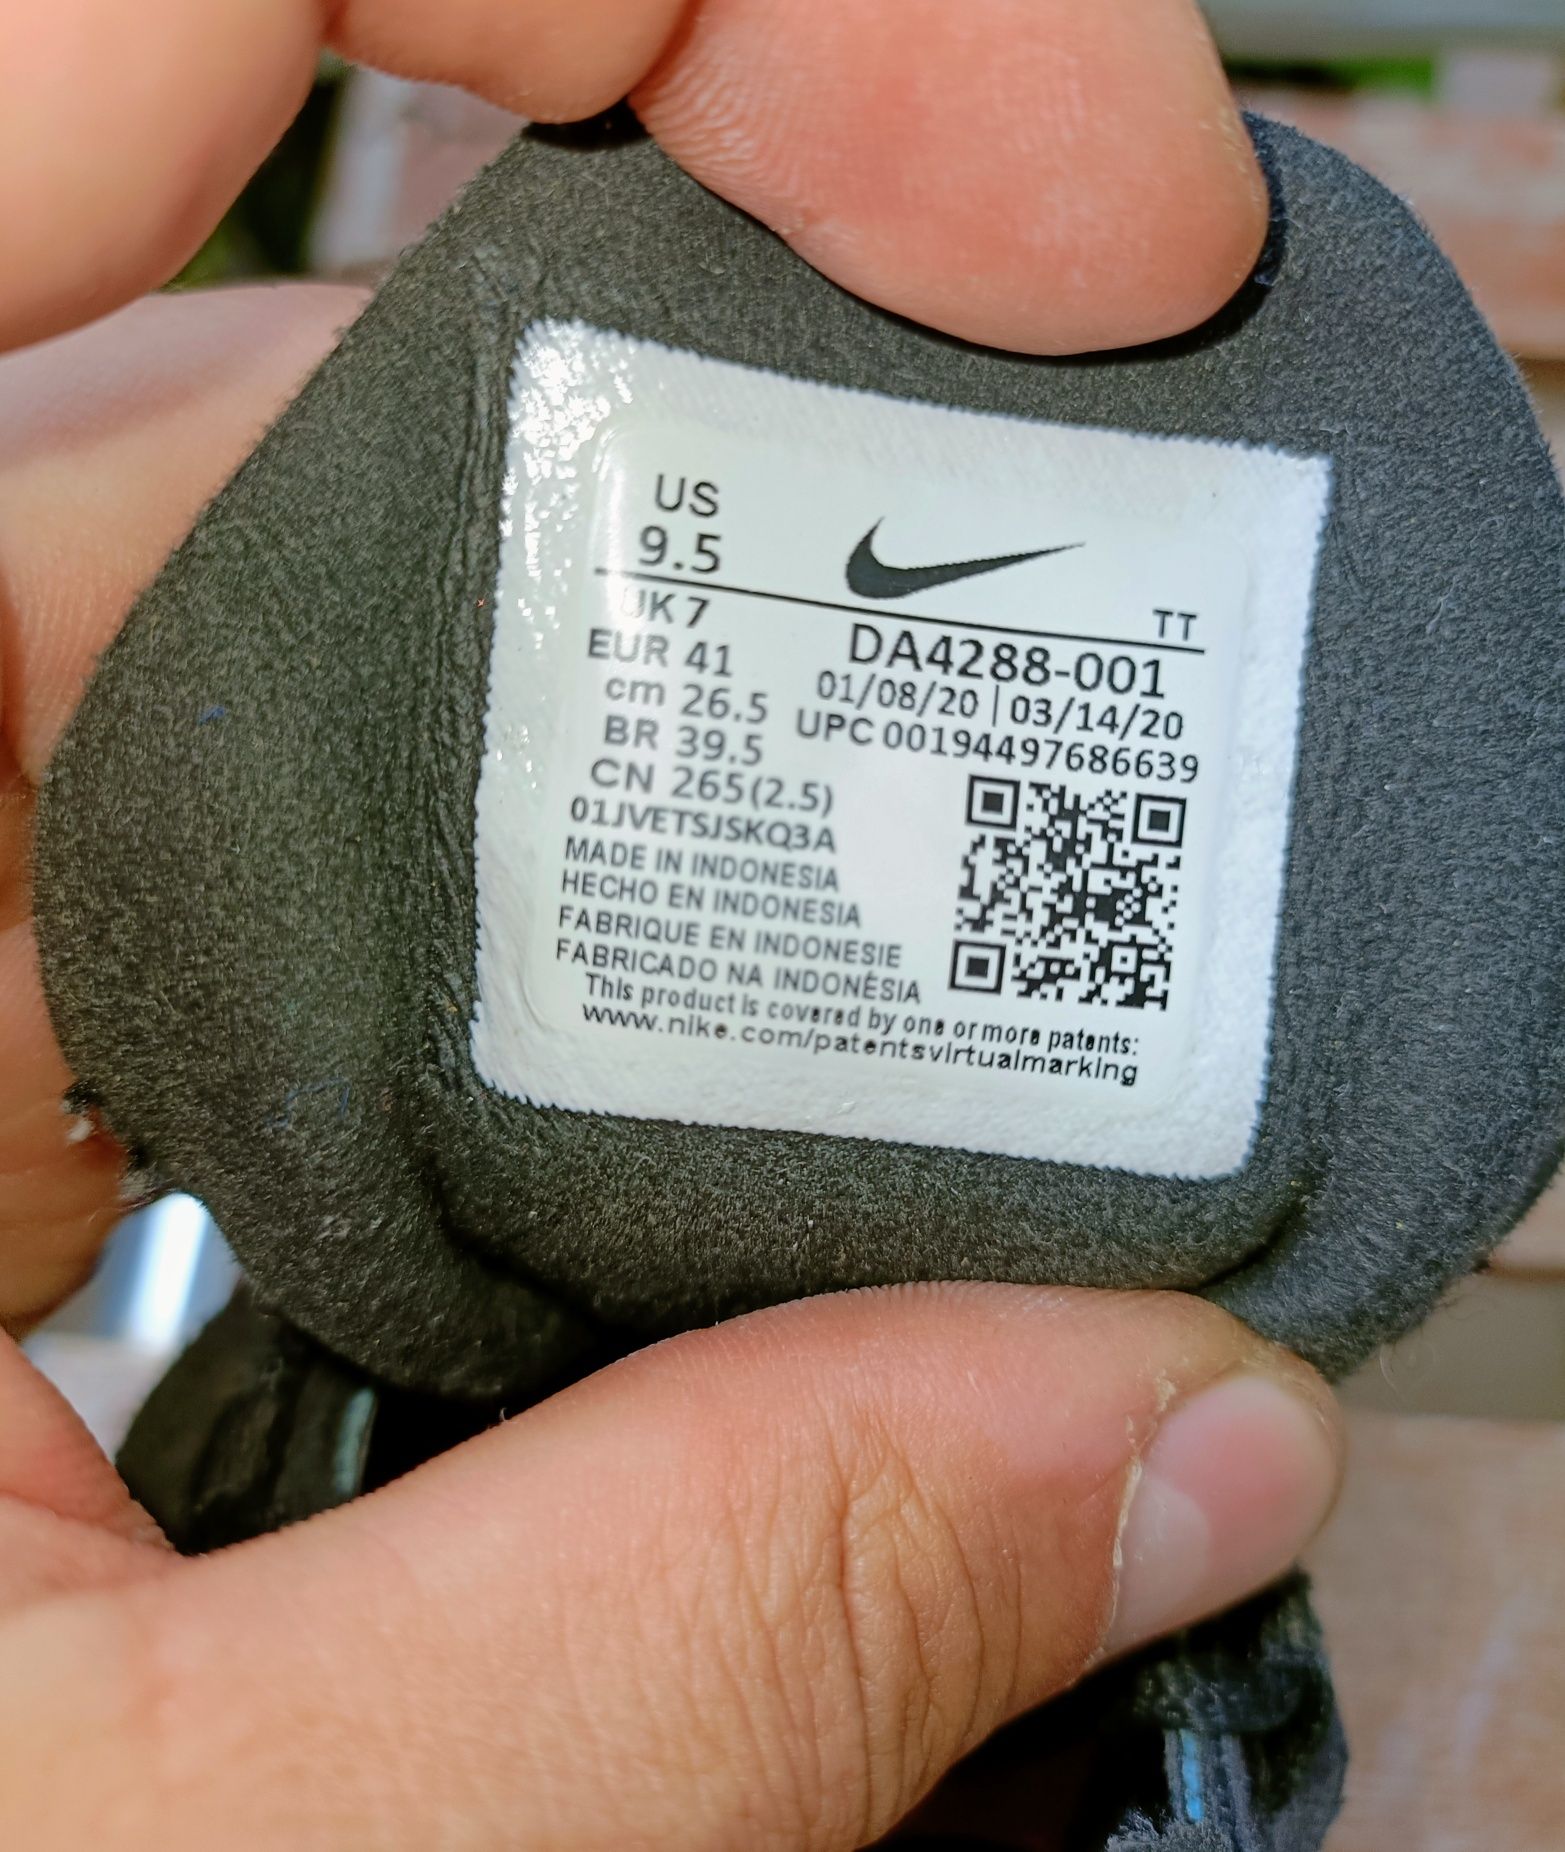 US
9.5
TT
UK 7
EUR 41
cm 26.5
BR 39.5
CN 265(2.5)
01JVETSJSKQ3A
DA4288-001
01/08/20 | 03/14/20
UPC 00194497686639
MADE IN INDONESIA
HECHO EN INDONESIA
FABRIQUE EN INDONESIE
FABRICADO NA INDONÉSIA
This product is covered by one or more patents:
www.nike.com/patentsvirtualmarking